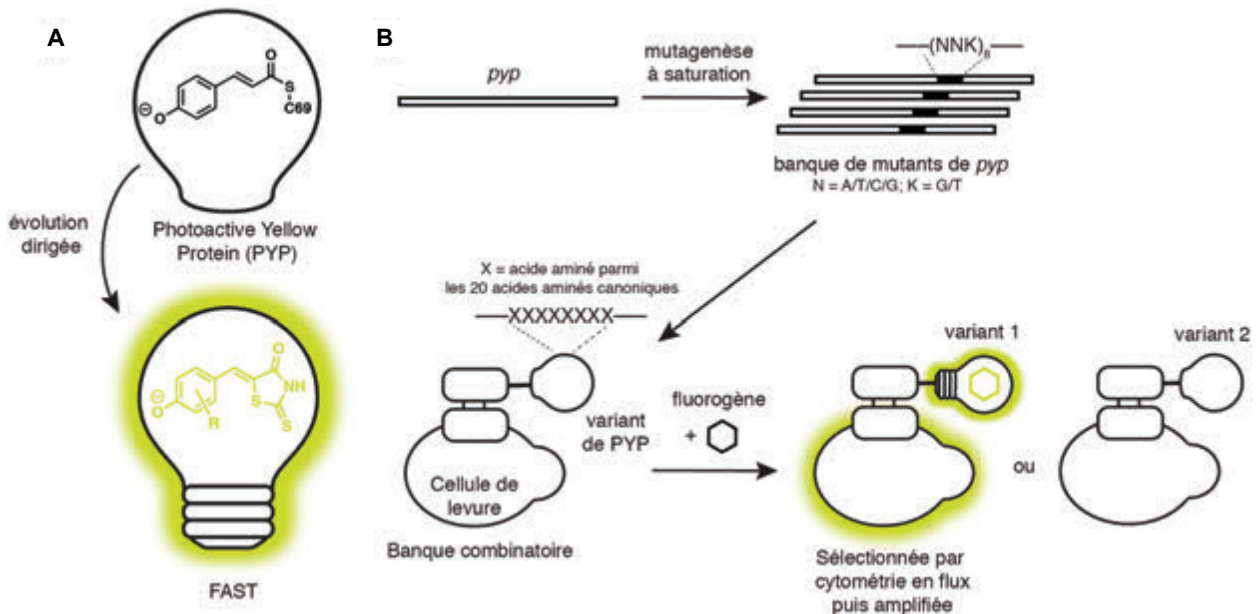 A
O
S
C69
⊖
O
Photoactive Yellow
Protein (PYP)
évolution
dirigée
O
NH
S
S
⊖
O
R
FAST
B
pyp
mutagenèse
à saturation
(NNK)8
banque de mutants de pyp
N = A/T/C/G; K = G/T
X = acide aminé parmi
les 20 acides aminés canoniques
XXXXXXXX
variant
de PYP
Cellule de
levure
Banque combinatoire
fluorogène
+
variant 1
ou
variant 2
Sélectionnée par
cytométrie en flux
puis amplifiée